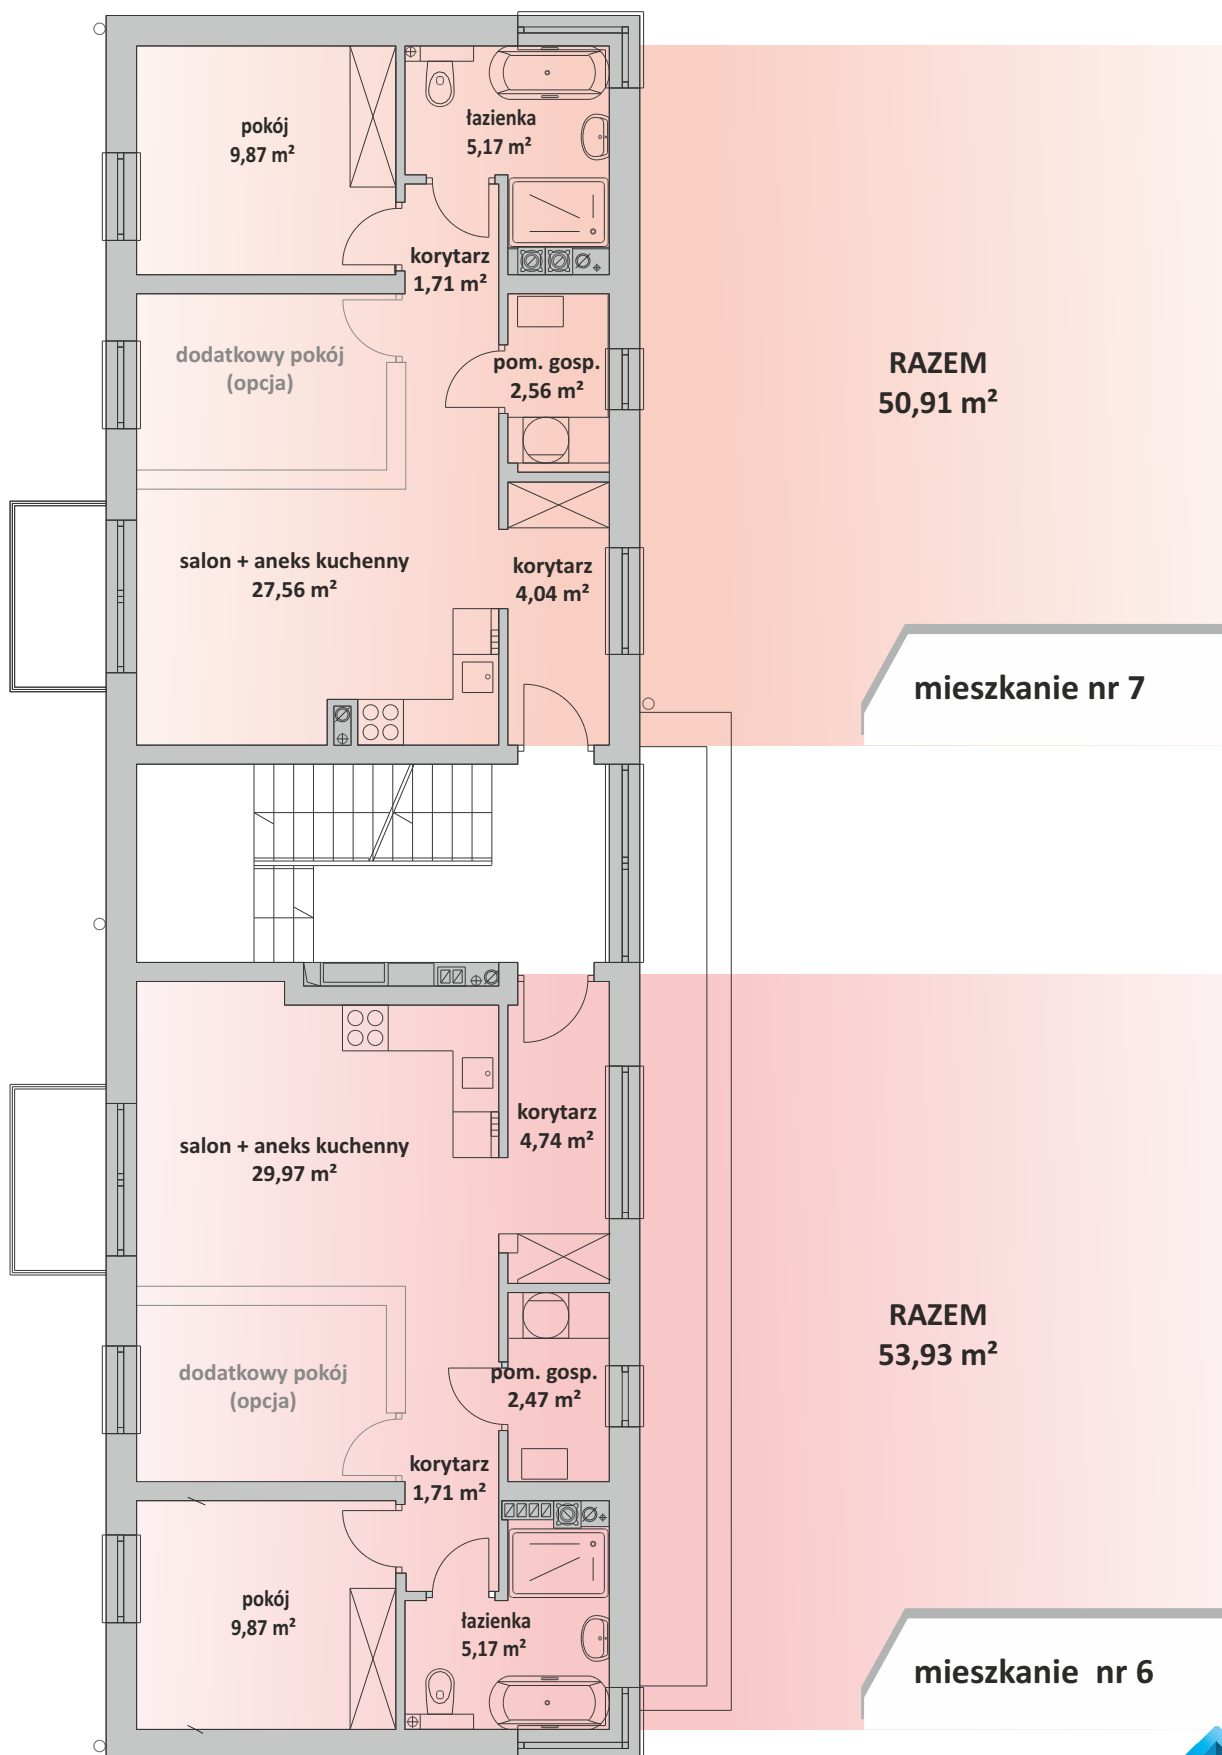 pokój
9,87 m²
łazienka
5,17 m²
korytarz
1,71 m²
dodatkowy pokój
(opcja)
pom. gosp.
2,56 m²
RAZEM
50,91 m²
salon + aneks kuchenny
27,56 m²
korytarz
4,04 m²
mieszkanie nr 7
korytarz
4,74 m²
salon + aneks kuchenny
29,97 m²
RAZEM
53,93 m²
dodatkowy pokój
(opcja)
pom. gosp.
2,47 m²
korytarz
1,71 m²
pokój
9,87 m²
łazienka
5,17 m²
mieszkanie nr 6